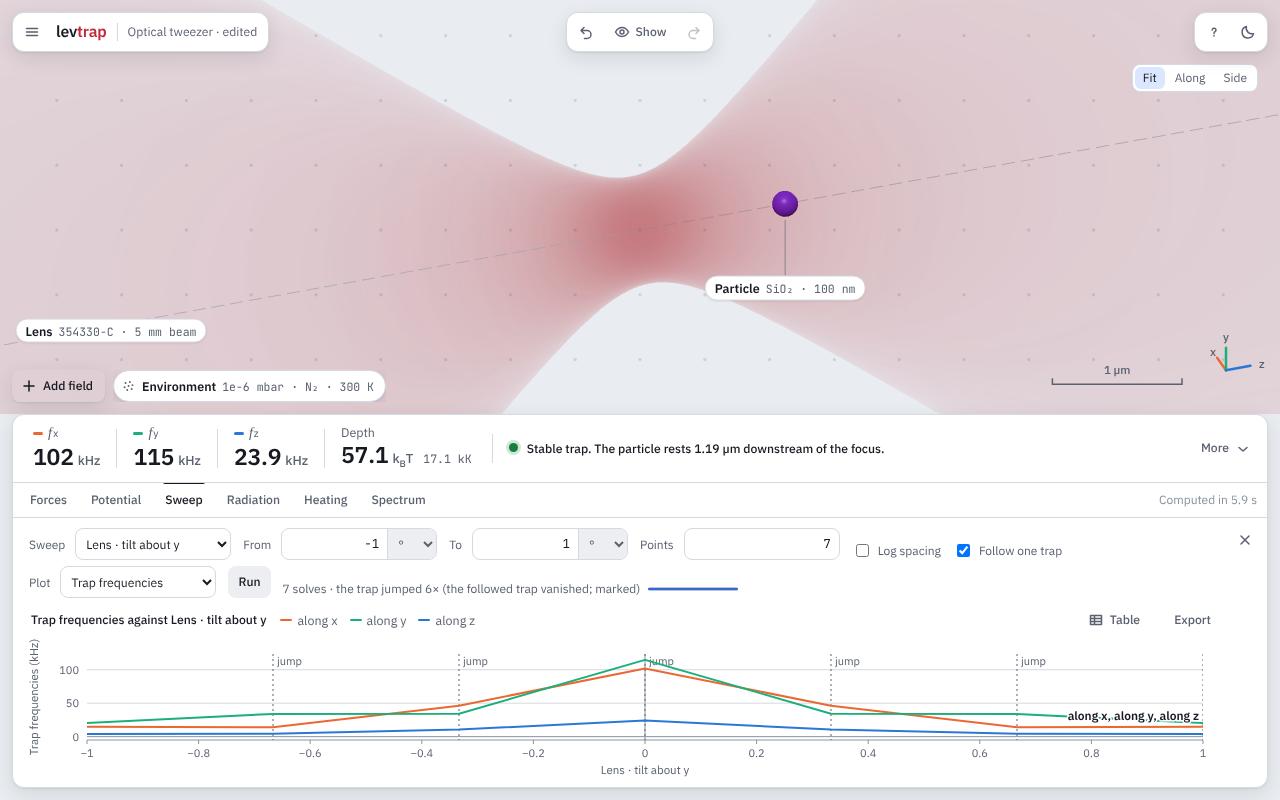 levtrap Optical tweezer · edited
Show
?
Fit Along Side
Particle SiO₂ · 100 nm
Lens 354330-C · 5 mm beam
y
x
z
1 µm
Add field
Environment 1e-6 mbar · N₂ · 300 K
fx fy fz Depth
102 kHz 115 kHz 23.9 kHz 57.1 kBT 17.1 kK
Stable trap. The particle rests 1.19 µm downstream of the focus.
More
Forces Potential Sweep Radiation Heating Spectrum
Computed in 5.9 s
Sweep Lens · tilt about y From -1 ° To 1 ° Points 7 Log spacing Follow one trap
Plot Trap frequencies Run 7 solves · the trap jumped 6× (the followed trap vanished; marked)
Trap frequencies against Lens · tilt about y along x along y along z
Table Export
Trap frequencies (kHz)
jump jump jump jump jump
100
50
along x, along y, along z
0
−1 −0.8 −0.6 −0.4 −0.2 0 0.2 0.4 0.6 0.8 1
Lens · tilt about y